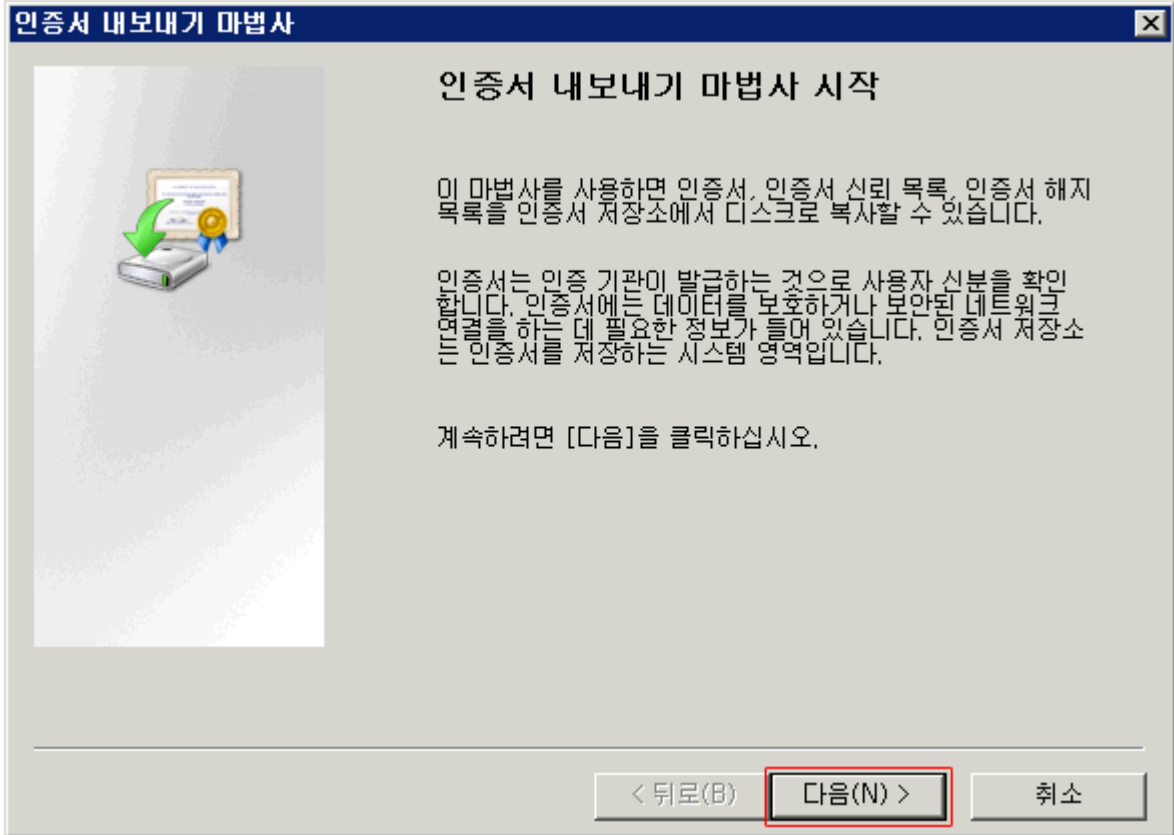 인증서 내보내기 마법사
인증서 내보내기 마법사 시작
이 마법사를 사용하면 인증서, 인증서 신뢰 목록, 인증서 해지
목록을 인증서 저장소에서 디스크로 복사할 수 있습니다.
인증서는 인증 기관이 발급하는 것으로 사용자 신분을 확인
합니다. 인증서에는 데이터를 보호하거나 보안된 네트워크
연결을 하는 데 필요한 정보가 들어 있습니다. 인증서 저장소
는 인증서를 저장하는 시스템 영역입니다.
계속하려면 [다음]을 클릭하십시오.
< 뒤로(B) 다음(N) > 취소